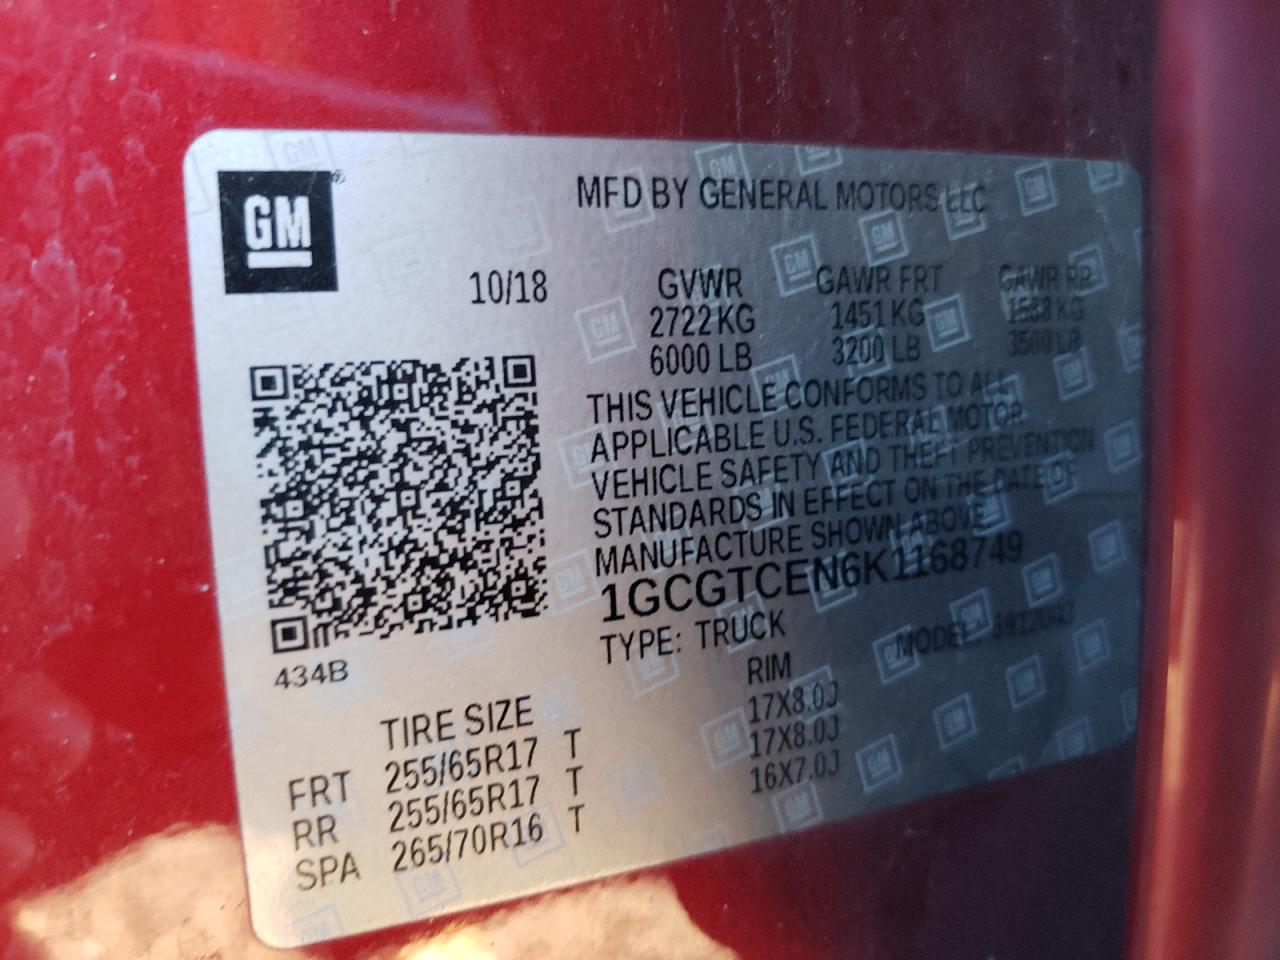 GM ®
MFD BY GENERAL MOTORS LLC
10/18 GVWR GAWR FRT GAWR RR
2722 KG 1451 KG 1588 KG
6000 LB 3200 LB 3500 LB
THIS VEHICLE CONFORMS TO ALL
APPLICABLE U.S. FEDERAL MOTOR
VEHICLE SAFETY AND THEFT PREVENTION
STANDARDS IN EFFECT ON THE DATE OF
MANUFACTURE SHOWN ABOVE
1GCGTCEN6K1168749
TYPE: TRUCK MODEL:
434B
TIRE SIZE RIM
FRT 255/65R17 T 17X8.0J
RR 255/65R17 T 17X8.0J
SPA 265/70R16 T 16X7.0J